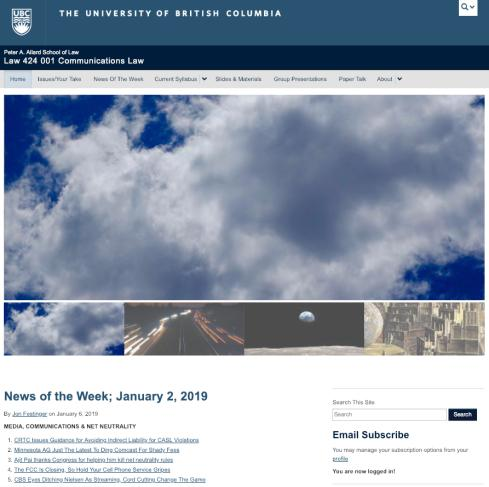 UBC
THE UNIVERSITY OF BRITISH COLUMBIA
Peter A. Allard School of Law
Law 424 001 Communications Law
Home Issues/Your Take News Of The Week Current Syllabus Slides & Materials Group Presentations Paper Talk About
News of the Week; January 2, 2019
By Jon Festinger on January 6, 2019
MEDIA, COMMUNICATIONS & NET NEUTRALITY
1. CRTC Issues Guidance for Avoiding Indirect Liability for CASL Violations
2. Minnesota AG Just The Latest To Ding Comcast For Shady Fees
3. Ajit Pai thanks Congress for helping him kill net neutrality rules
4. The FCC Is Closing, So Hold Your Cell Phone Service Gripes
5. CBS Eyes Ditching Nielsen As Streaming, Cord Cutting Change The Game
Search This Site
Search Search
Email Subscribe
You may manage your subscription options from your
profile
You are now logged in!